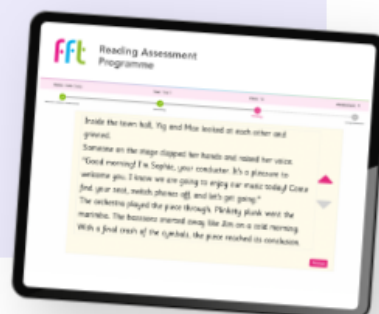 fft Reading Assessment
Programme
Inside the town hall, Yig and Max looked at each other and
grinned.
Someone on the stage clapped her hands and raised her voice.
"Good morning! I'm Sophie, your conductor. It's a pleasure to
welcome you. I know we are going to enjoy our music today! Come
find your seat, switch phones off, and let's get going."
The orchestra played the piece through. Plinkety plunk went the
marimba. The bassoons started away like Jim on a cold morning.
With a final crash of the cymbals, the piece reached its conclusion.